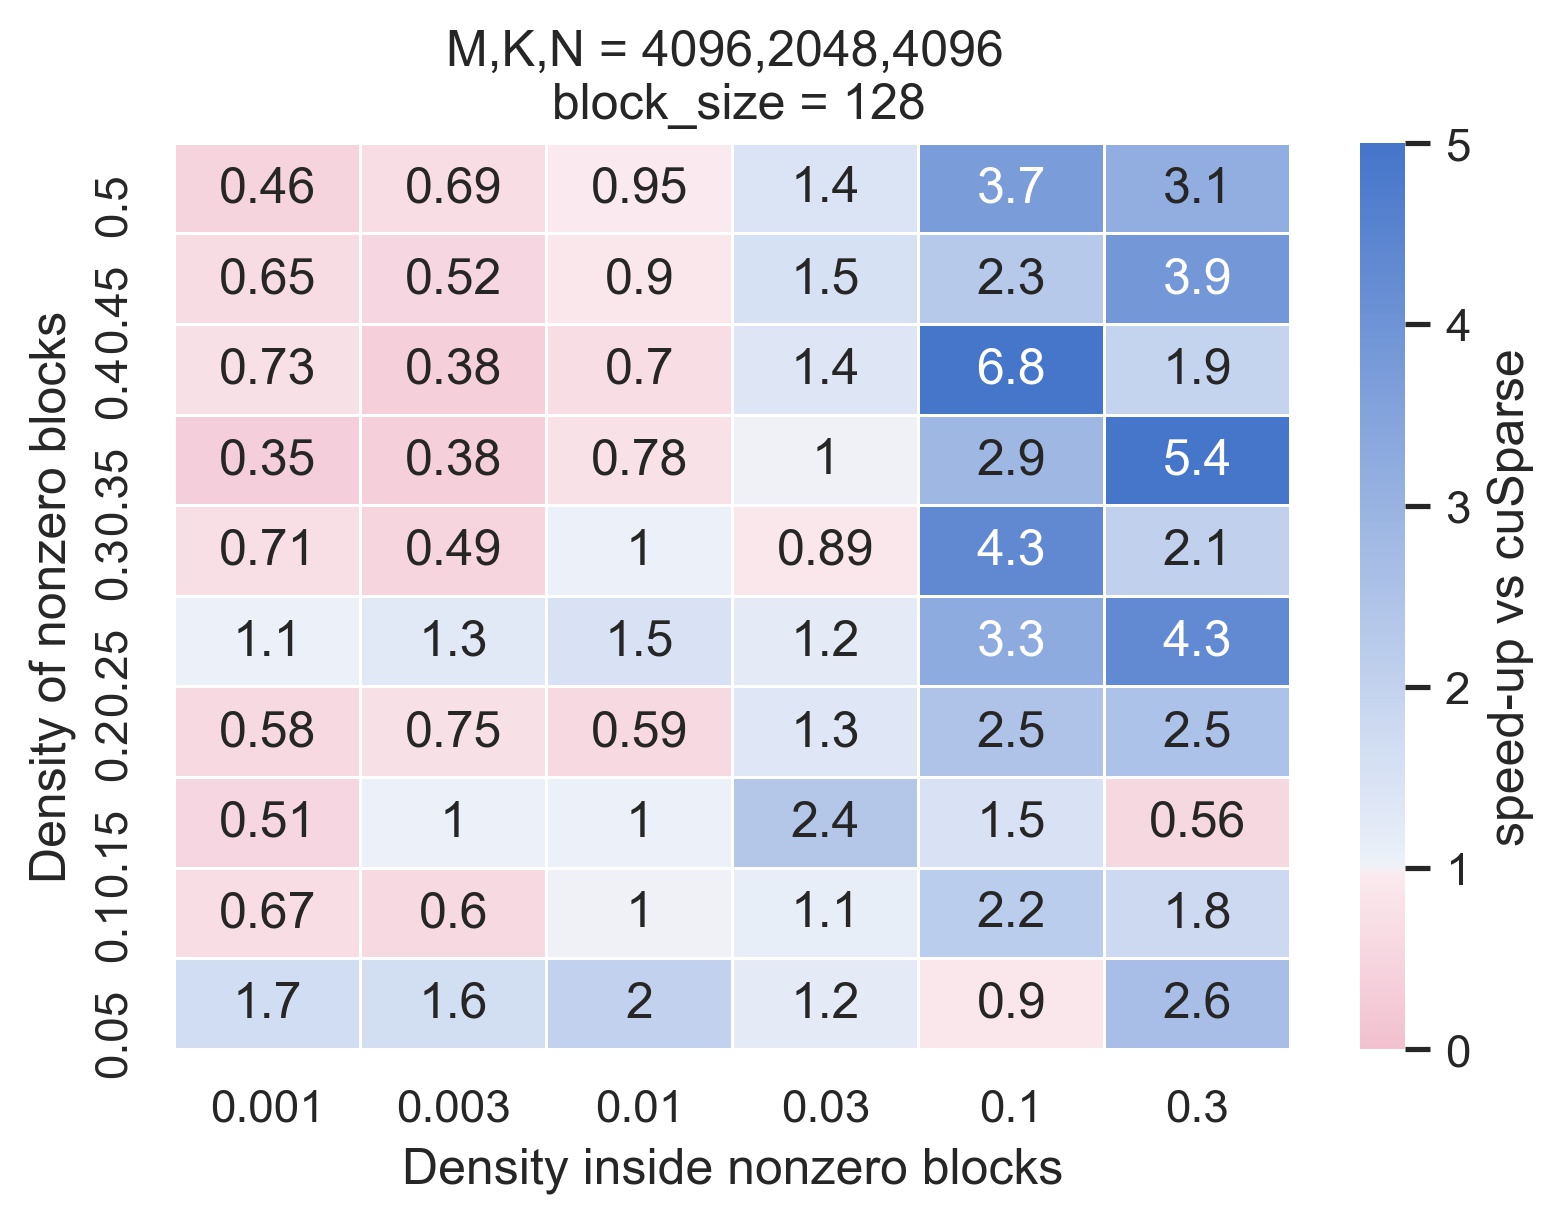 M,K,N = 4096,2048,4096
block_size = 128
Density of nonzero blocks
0.5 0.46 0.69 0.95 1.4 3.7 3.1
0.45 0.65 0.52 0.9 1.5 2.3 3.9
0.4 0.73 0.38 0.7 1.4 6.8 1.9
0.35 0.35 0.38 0.78 1 2.9 5.4
0.30 0.71 0.49 1 0.89 4.3 2.1
0.25 1.1 1.3 1.5 1.2 3.3 4.3
0.20 0.58 0.75 0.59 1.3 2.5 2.5
0.15 0.51 1 1 2.4 1.5 0.56
0.10 0.67 0.6 1 1.1 2.2 1.8
0.05 1.7 1.6 2 1.2 0.9 2.6
0.001 0.003 0.01 0.03 0.1 0.3
Density inside nonzero blocks
5
4
3
2
1
0
speed-up vs cuSparse